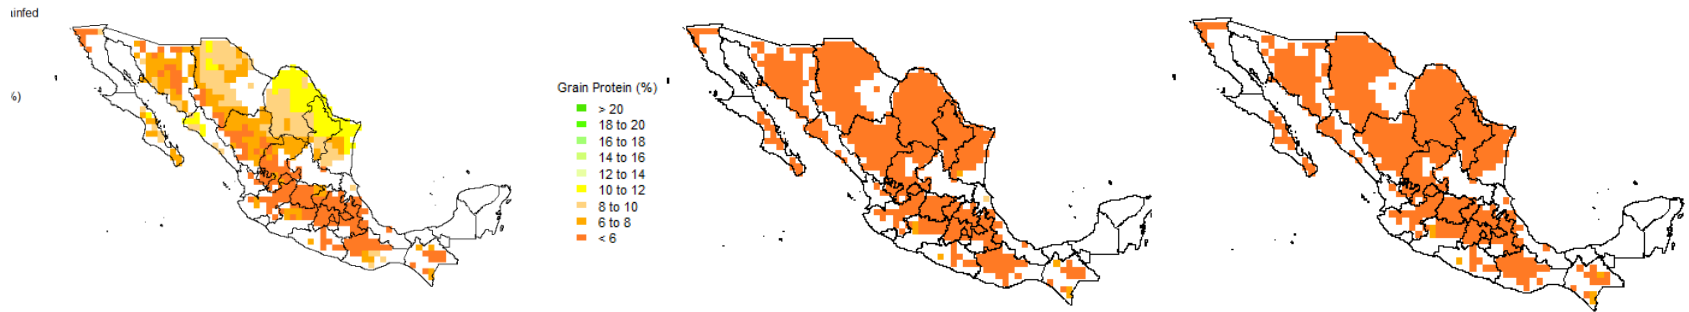 infed
%)
Grain Protein (%)
> 20
18 to 20
16 to 18
14 to 16
12 to 14
10 to 12
8 to 10
6 to 8
< 6